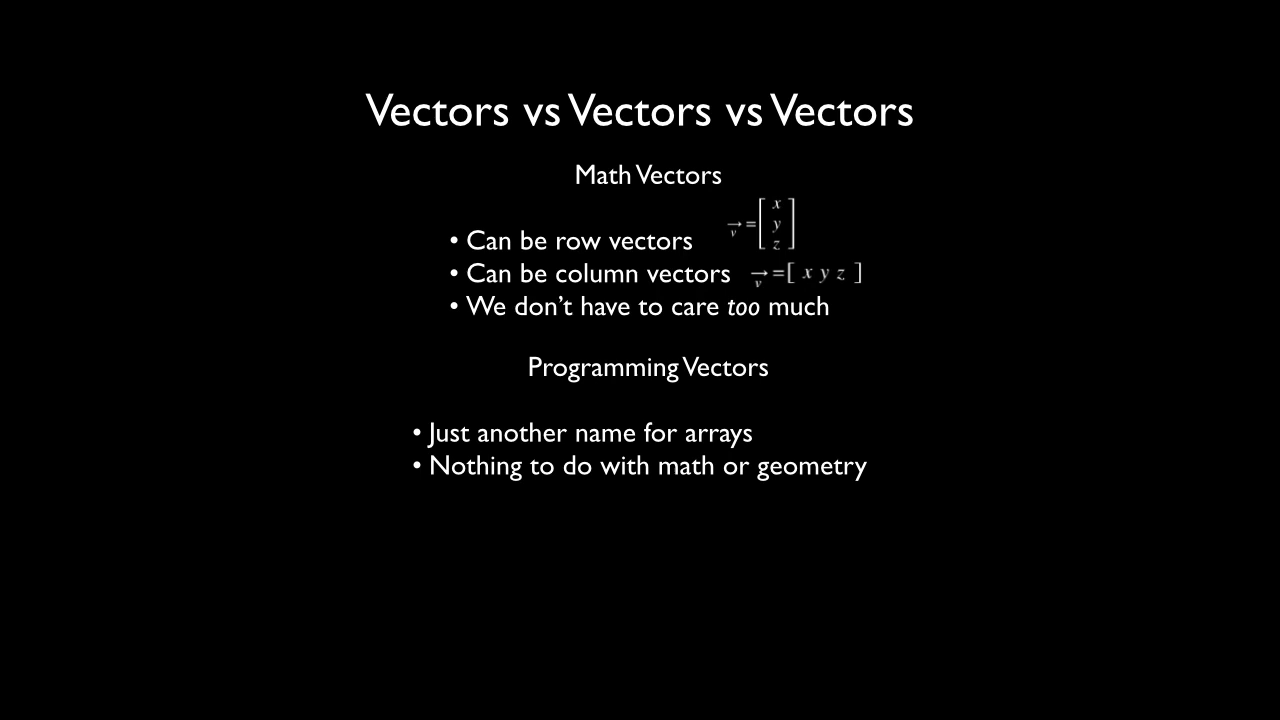 Vectors vs Vectors vs Vectors
Math Vectors
• Can be row vectors v⃗ = [ x
y
z ]
• Can be column vectors v⃗ = [ x y z ]
• We don't have to care too much
Programming Vectors
• Just another name for arrays
• Nothing to do with math or geometry